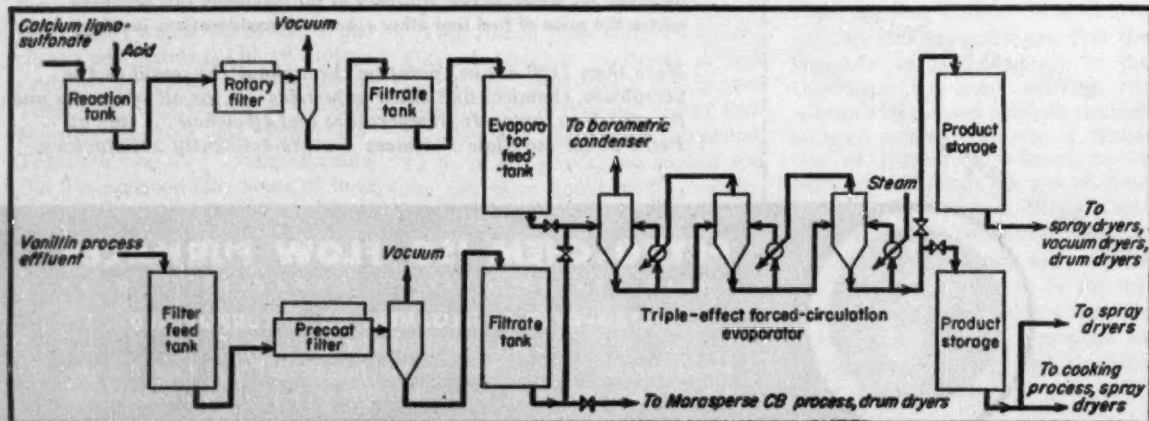 Calcium ligno-
sulfonate
Acid
Reaction
tank
Rotary
filter
Vacuum
Filtrate
tank
Evapora-
tor feed
tank
To barometric
condenser
Steam
Product
storage
To
spray dryers,
vacuum dryers,
drum dryers
Vanillin process
effluent
Filter
feed
tank
Precoat
filter
Vacuum
Filtrate
tank
Triple-effect forced-circulation
evaporator
Product
storage
To spray
dryers
To cooking
process, spray
dryers
To Marasperse CB process, drum dryers